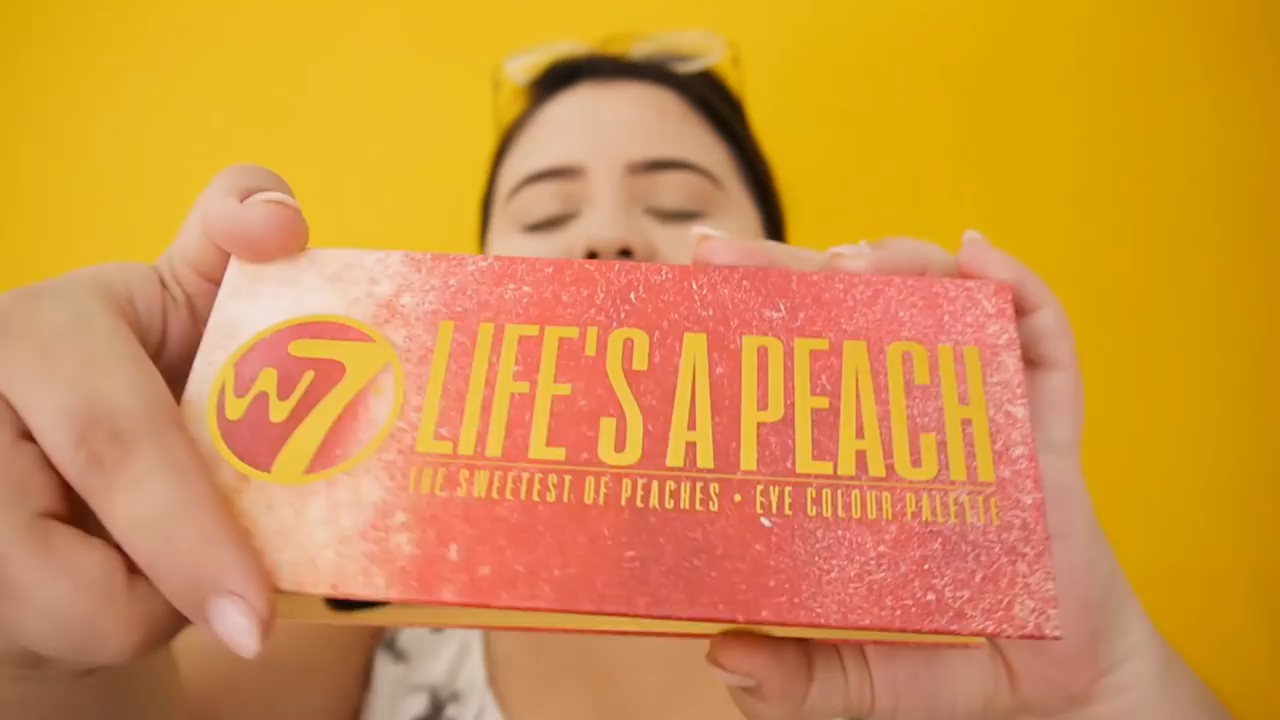 W7
LIFE'S A PEACH
THE SWEETEST OF PEACHES • EYE COLOUR PALETTE